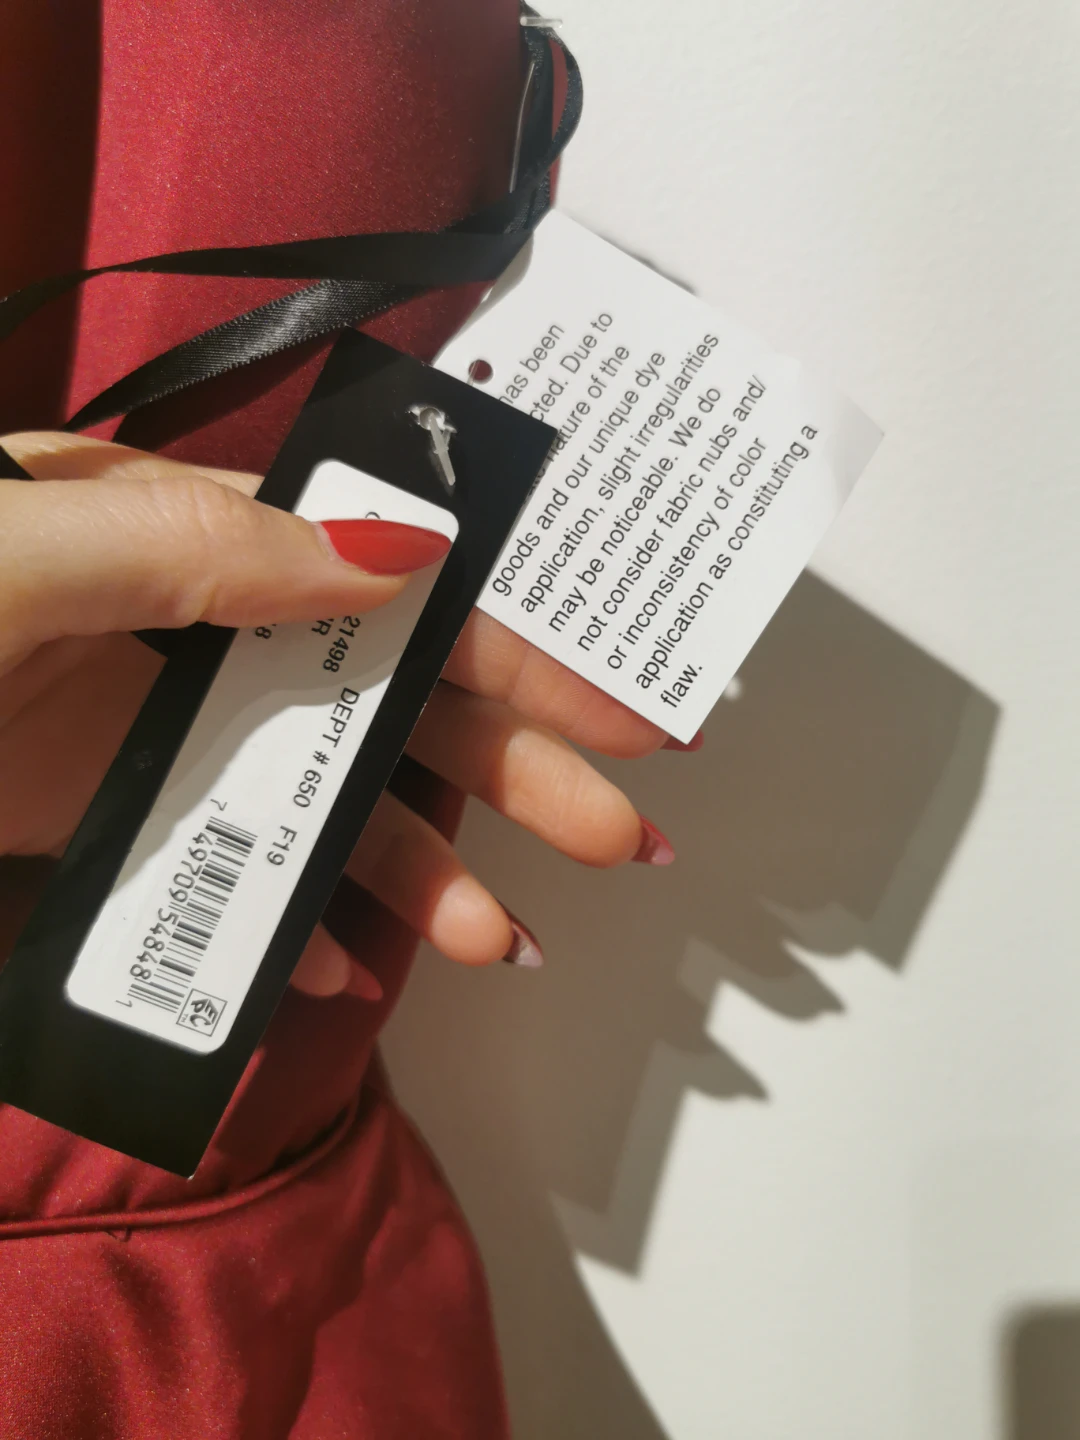 has been
cted. Due to
nature of the
goods and our unique dye
application, slight irregularities
may be noticeable. We do
not consider fabric nubs and/
or inconsistency of color
application as constituting a
flaw.
21498 DEPT # 650 F19
7 49709 54848 1